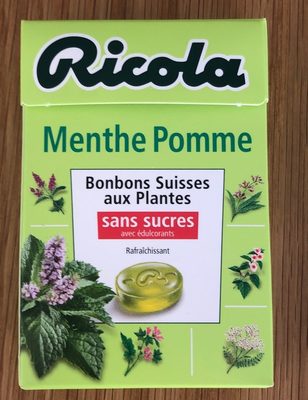 Ricola
Menthe Pomme
Bonbons Suisses
aux Plantes
sans sucres
avec édulcorants
Rafraîchissant